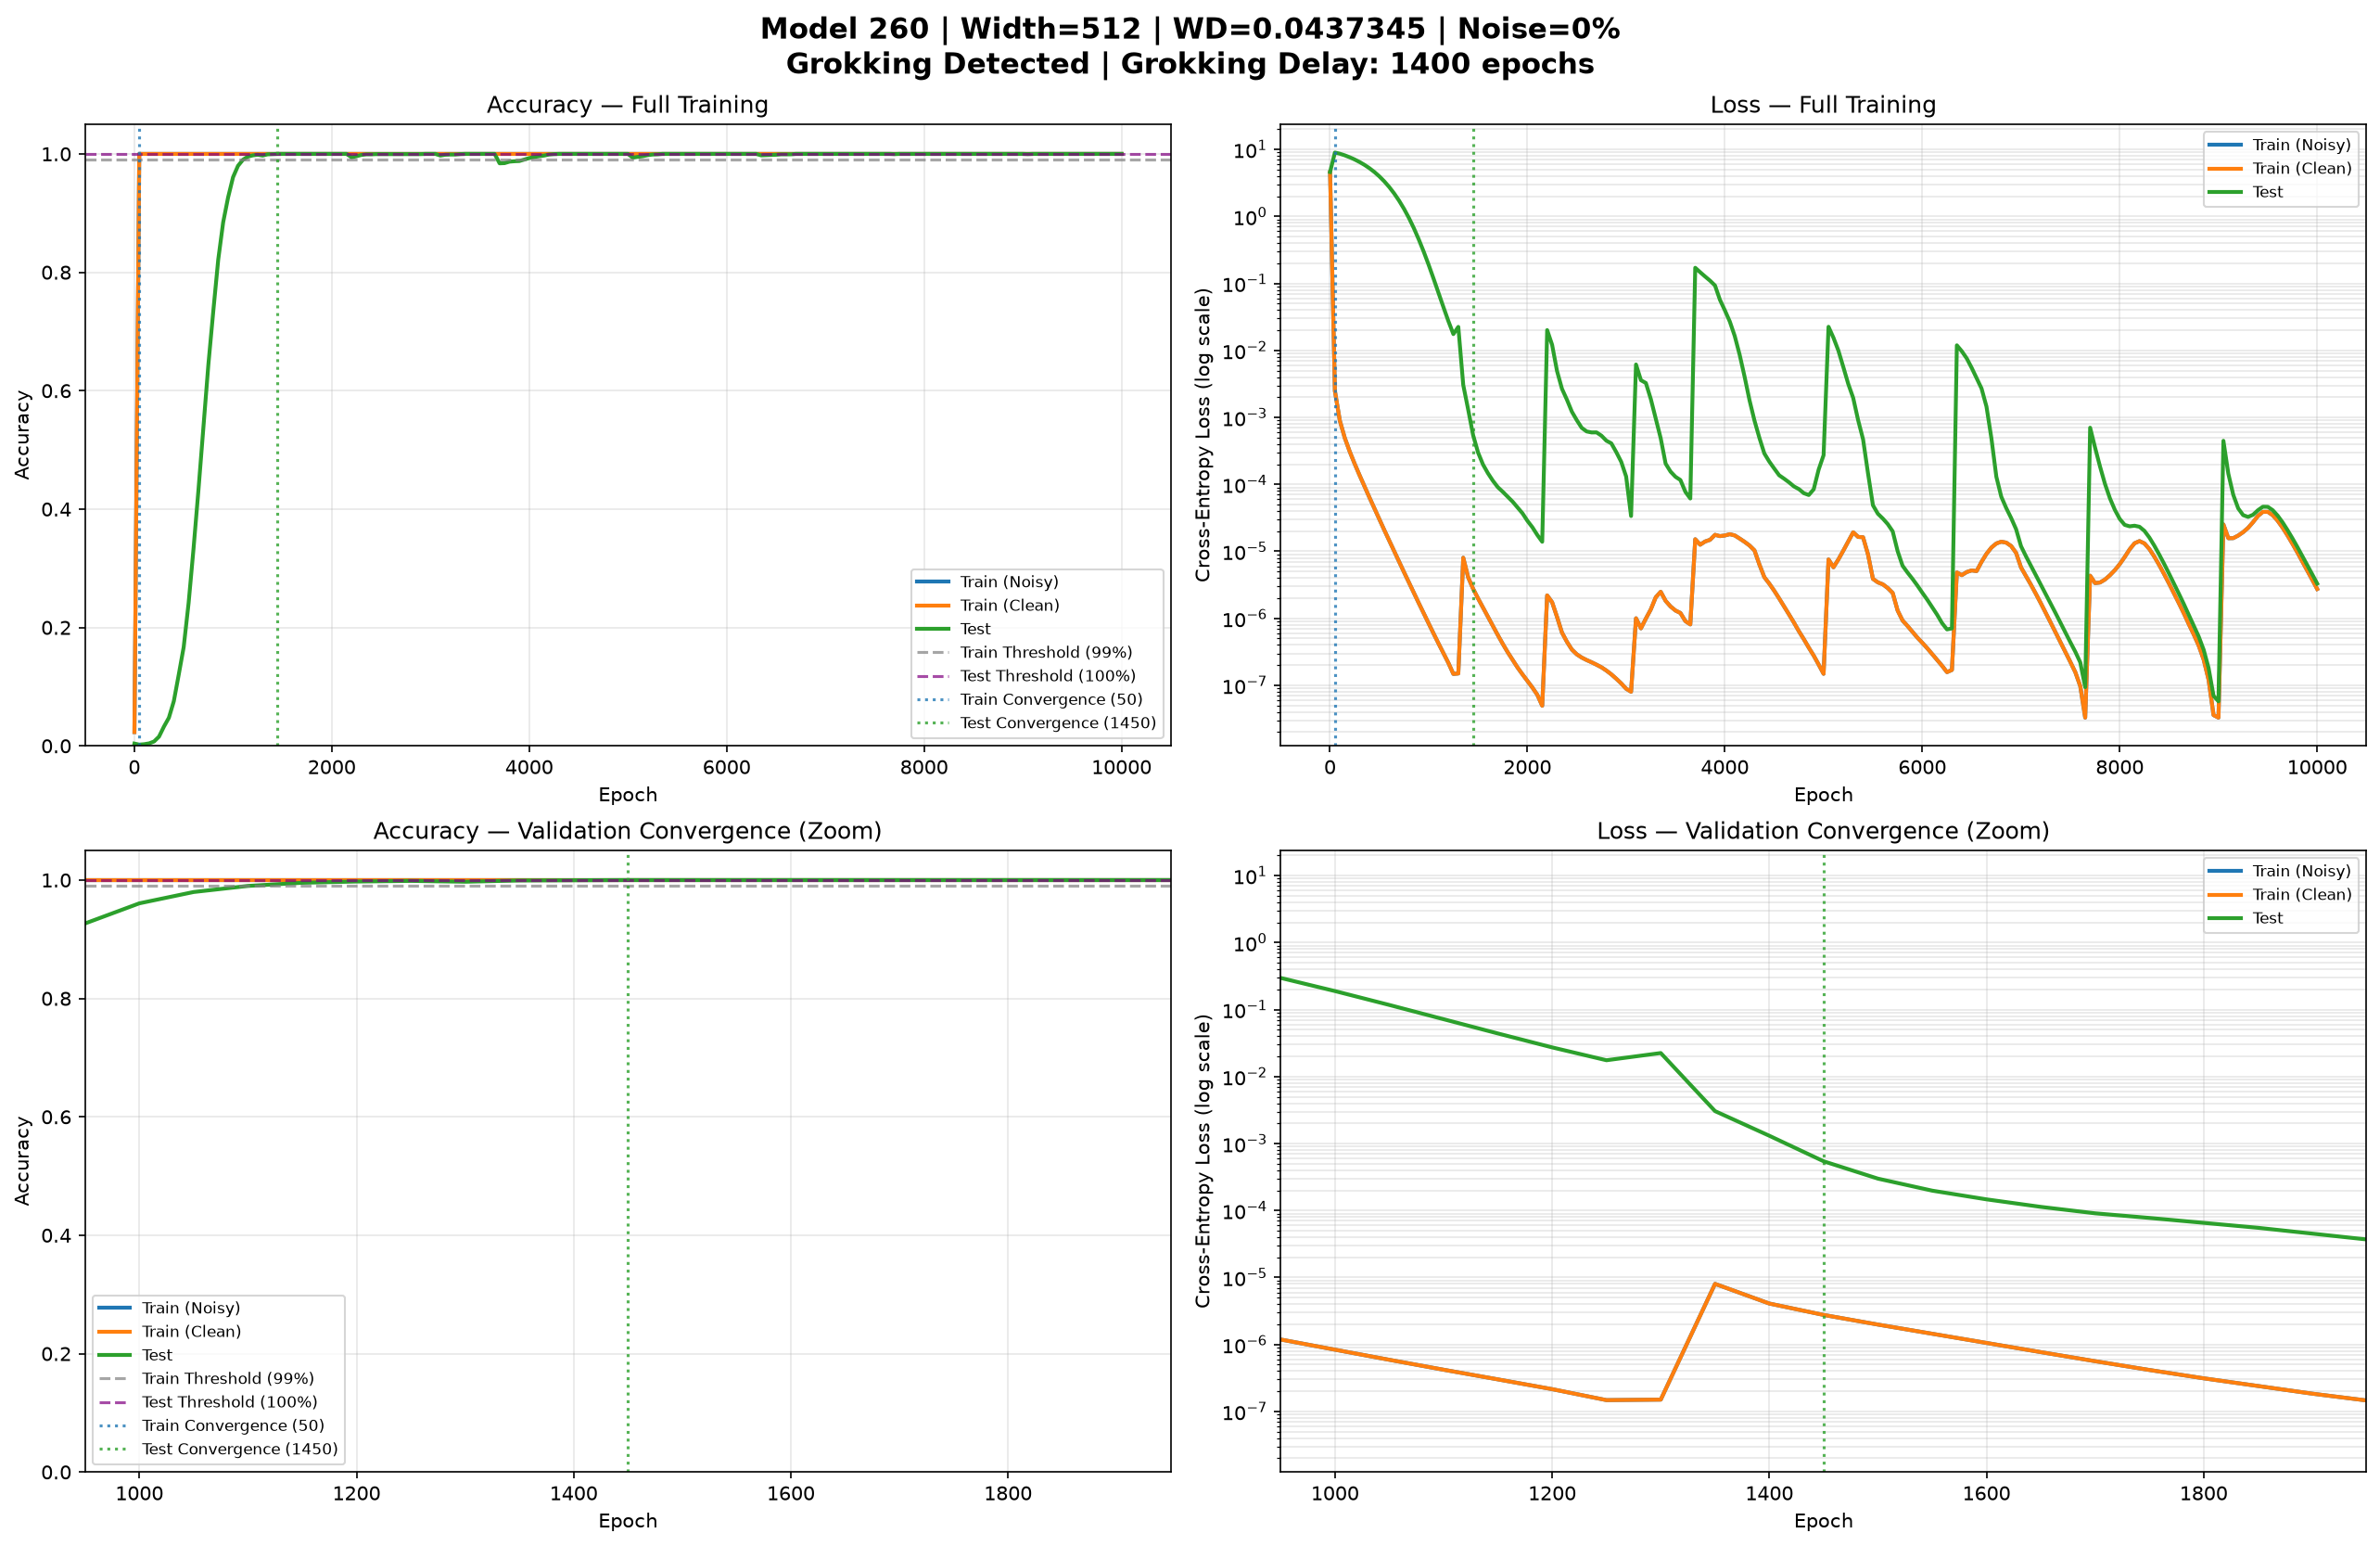 Model 260 | Width=512 | WD=0.0437345 | Noise=0%
Grokking Detected | Grokking Delay: 1400 epochs
Accuracy — Full Training
Accuracy
1.0
0.8
0.6
0.4
0.2
0.0
Train (Noisy)
Train (Clean)
Test
Train Threshold (99%)
Test Threshold (100%)
Train Convergence (50)
Test Convergence (1450)
0 2000 4000 6000 8000 10000
Epoch
Loss — Full Training
Cross-Entropy Loss (log scale)
10¹
10⁰
10⁻¹
10⁻²
10⁻³
10⁻⁴
10⁻⁵
10⁻⁶
10⁻⁷
Train (Noisy)
Train (Clean)
Test
0 2000 4000 6000 8000 10000
Epoch
Accuracy — Validation Convergence (Zoom)
Accuracy
1.0
0.8
0.6
0.4
0.2
0.0
Train (Noisy)
Train (Clean)
Test
Train Threshold (99%)
Test Threshold (100%)
Train Convergence (50)
Test Convergence (1450)
1000 1200 1400 1600 1800
Epoch
Loss — Validation Convergence (Zoom)
Cross-Entropy Loss (log scale)
10¹
10⁰
10⁻¹
10⁻²
10⁻³
10⁻⁴
10⁻⁵
10⁻⁶
10⁻⁷
Train (Noisy)
Train (Clean)
Test
1000 1200 1400 1600 1800
Epoch